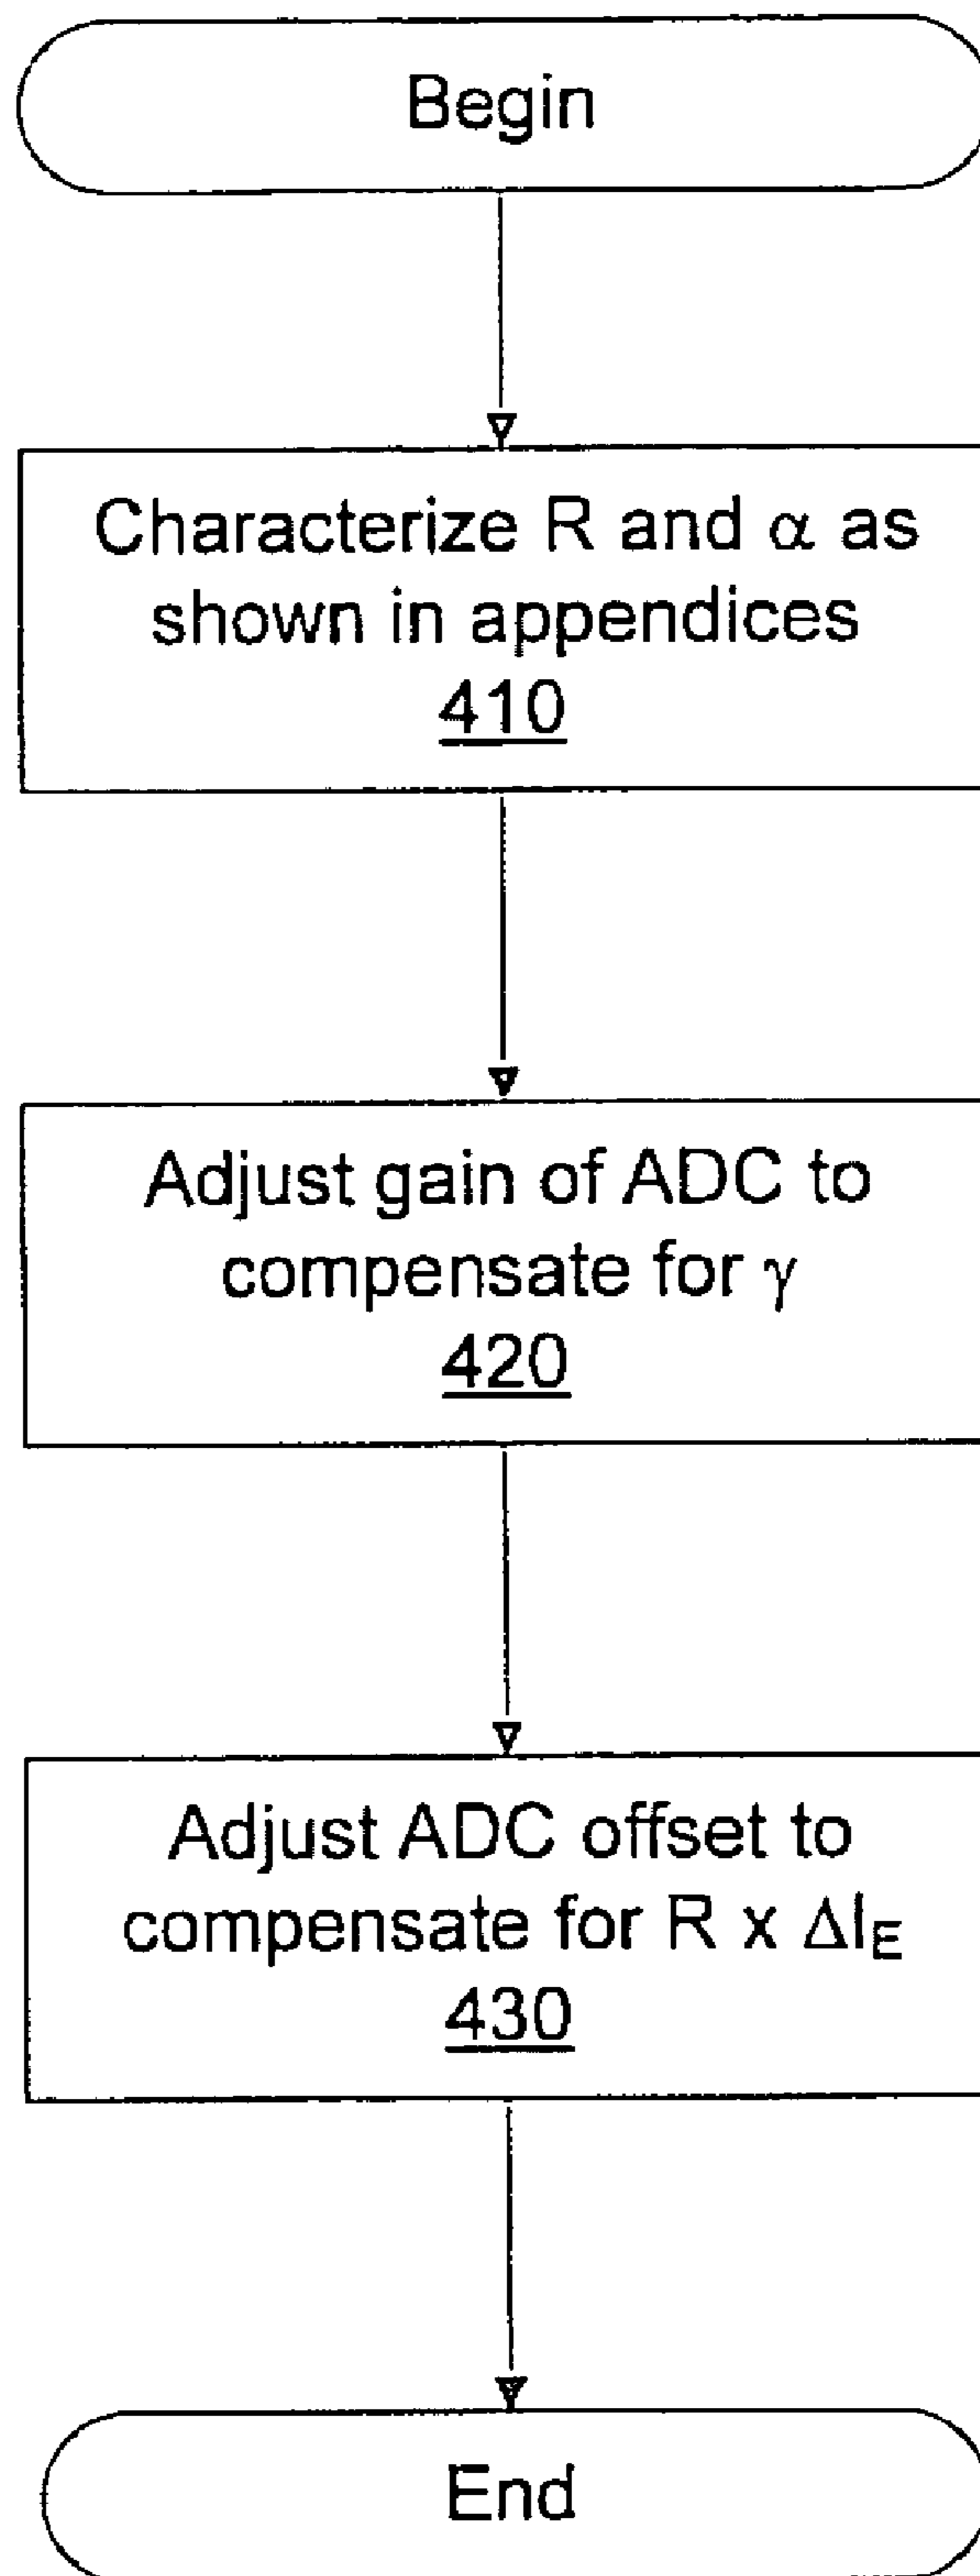 Begin
Characterize R and α as
shown in appendices
410
Adjust gain of ADC to
compensate for γ
420
Adjust ADC offset to
compensate for R x ΔIE
430
End